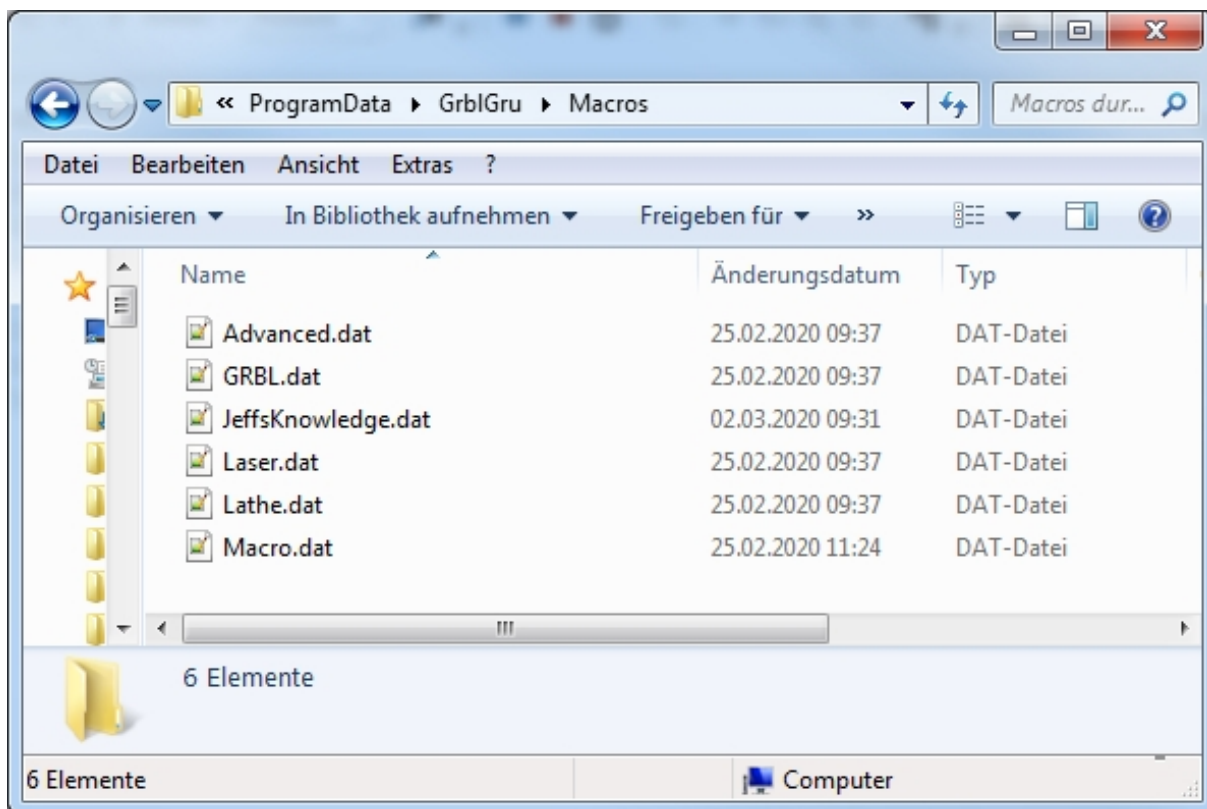 « ProgramData GrblGru Macros Macros dur...
Datei Bearbeiten Ansicht Extras ?
Organisieren In Bibliothek aufnehmen Freigeben für »
Name Änderungsdatum Typ
Advanced.dat 25.02.2020 09:37 DAT-Datei
GRBL.dat 25.02.2020 09:37 DAT-Datei
JeffsKnowledge.dat 02.03.2020 09:31 DAT-Datei
Laser.dat 25.02.2020 09:37 DAT-Datei
Lathe.dat 25.02.2020 09:37 DAT-Datei
Macro.dat 25.02.2020 11:24 DAT-Datei
6 Elemente
6 Elemente Computer